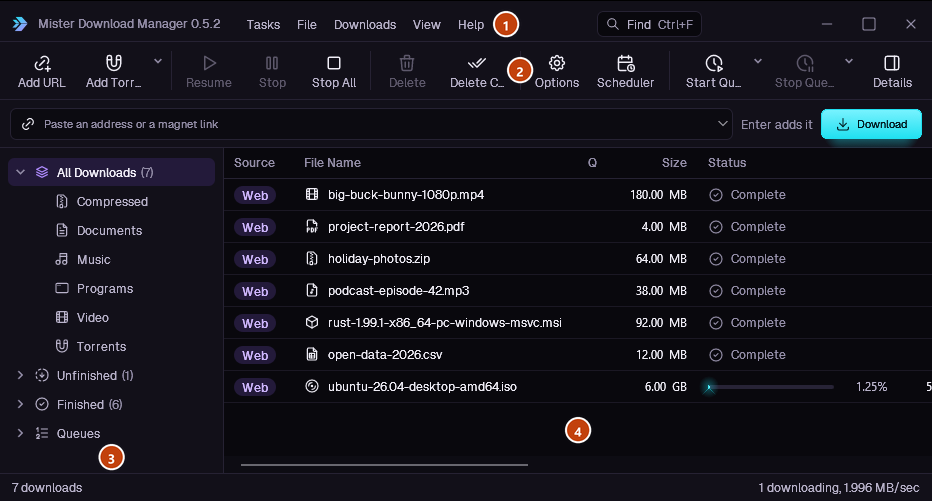 Mister Download Manager 0.5.2 Tasks File Downloads View Help 1 Find Ctrl+F
Add URL Add Torr... Resume Stop Stop All Delete Delete C... 2 Options Scheduler Start Qu... Stop Queue... Details
Paste an address or a magnet link Enter adds it Download
All Downloads (7)
Compressed
Documents
Music
Programs
Video
Torrents
Unfinished (1)
Finished (6)
Queues
3
Source File Name Q Size Status
Web big-buck-bunny-1080p.mp4 180.00 MB Complete
Web project-report-2026.pdf 4.00 MB Complete
Web holiday-photos.zip 64.00 MB Complete
Web podcast-episode-42.mp3 38.00 MB Complete
Web rust-1.99.1-x86_64-pc-windows-msvc.msi 92.00 MB Complete
Web open-data-2026.csv 12.00 MB Complete
Web ubuntu-26.04-desktop-amd64.iso 6.00 GB 1.25% 5
4
7 downloads 1 downloading, 1.996 MB/sec